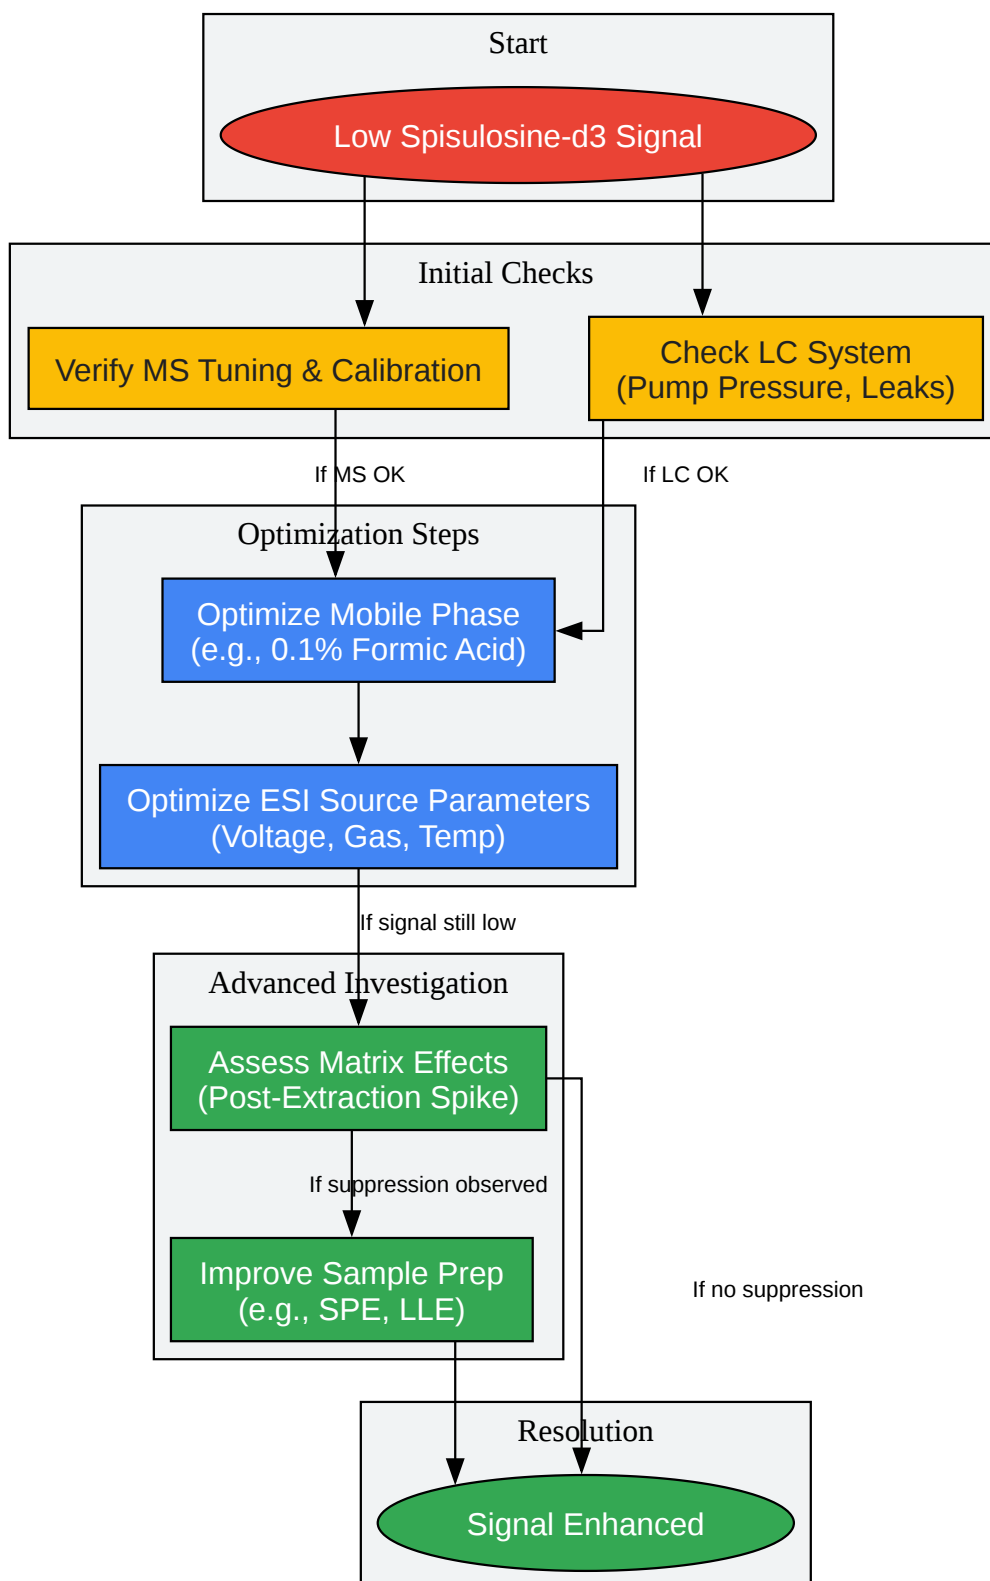 Start
Low Spisulosine-d3 Signal
Initial Checks
Verify MS Tuning & Calibration
Check LC System
(Pump Pressure, Leaks)
If MS OK
If LC OK
Optimization Steps
Optimize Mobile Phase
(e.g., 0.1% Formic Acid)
Optimize ESI Source Parameters
(Voltage, Gas, Temp)
If signal still low
Advanced Investigation
Assess Matrix Effects
(Post-Extraction Spike)
If suppression observed
Improve Sample Prep
(e.g., SPE, LLE)
If no suppression
Resolution
Signal Enhanced